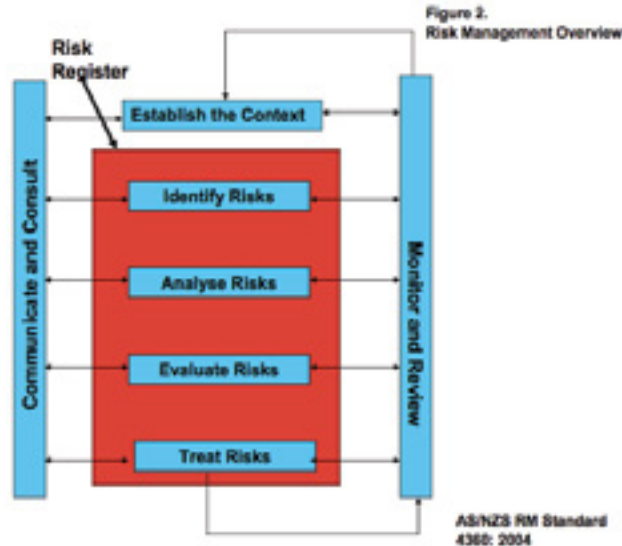 Figure 2.
Risk Management Overview
Risk
Register
Establish the Context
Identify Risks
Analyse Risks
Evaluate Risks
Treat Risks
Communicate and Consult
Monitor and Review
AS/NZS RM Standard
4360: 2004